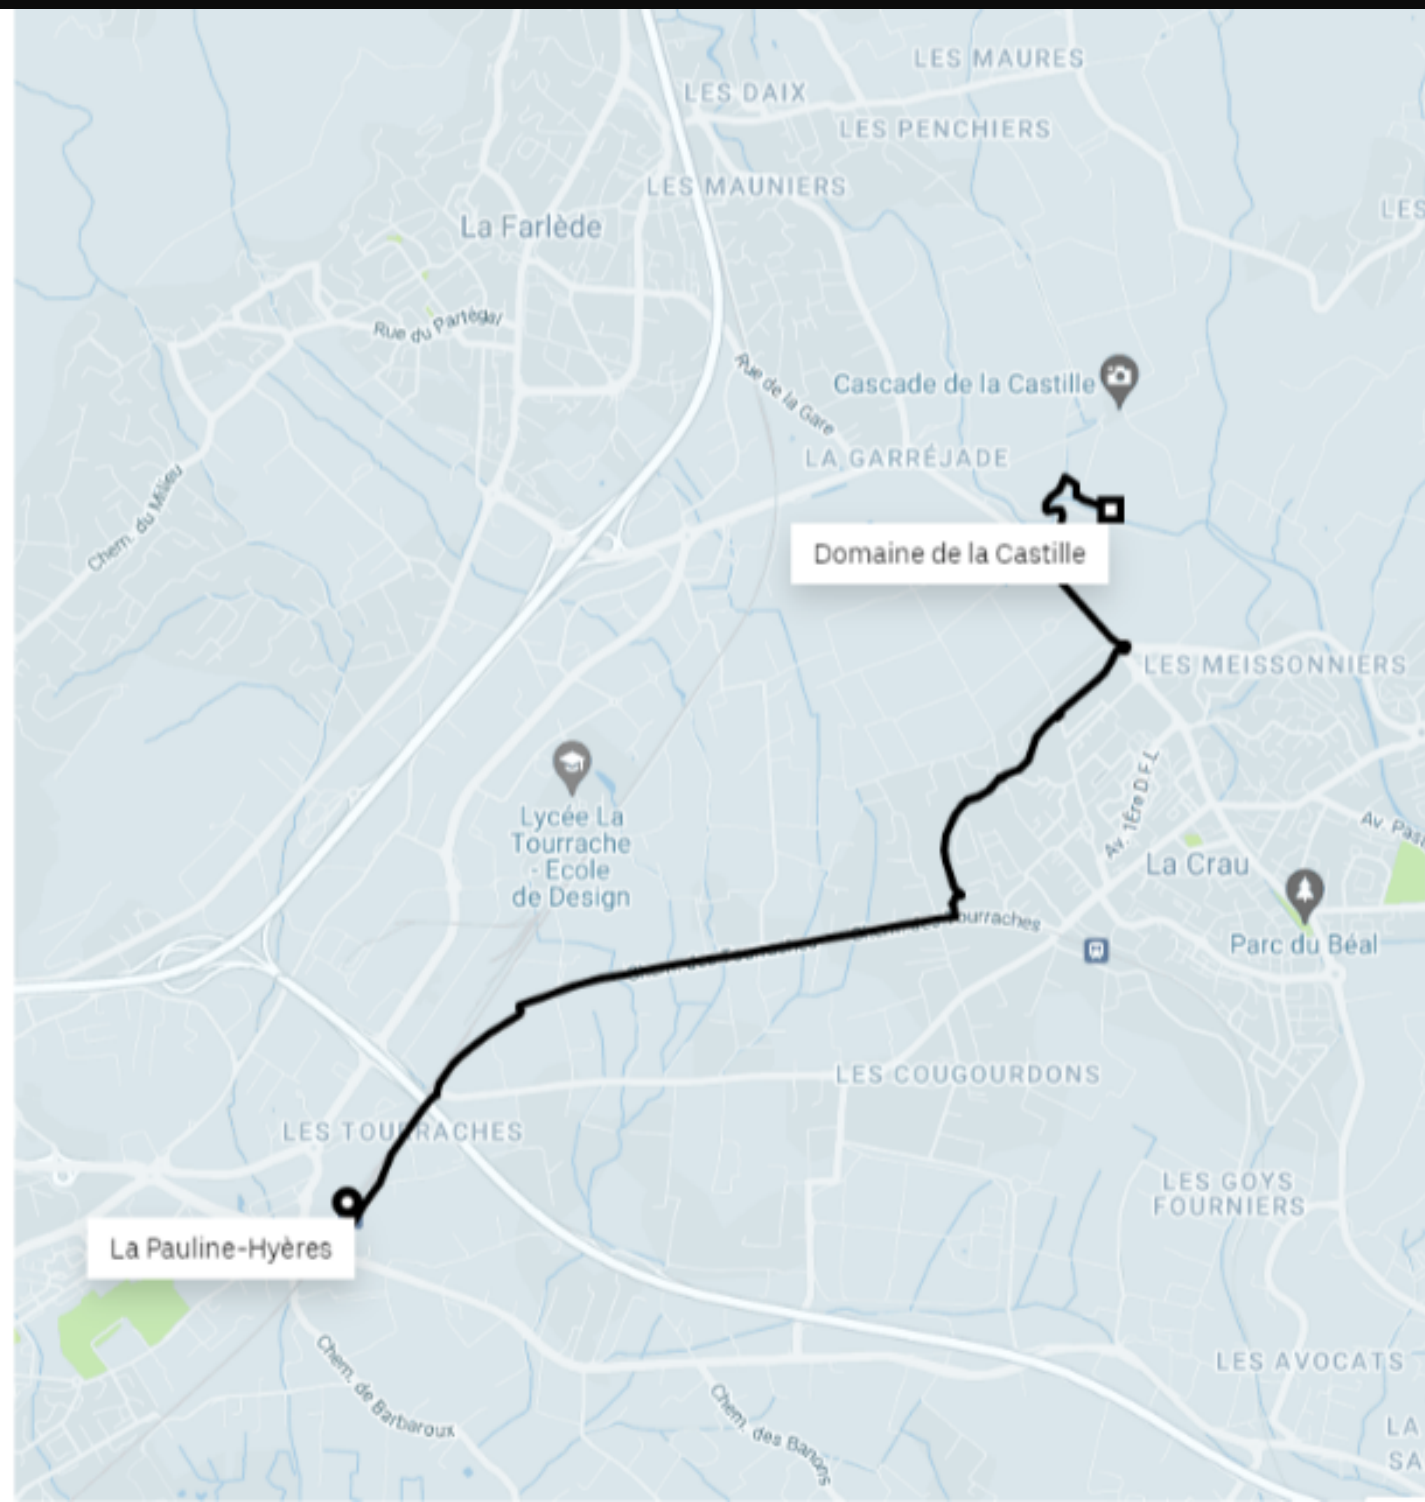 LES MAURES
LES DAIX
LES PENCHIERS
LES MAUNIERS
LES
La Farlède
Rue du Partégal
Rue de la Gare
Cascade de la Castille
LA GARRÉJADE
Chem. du Milieu
Domaine de la Castille
LES MEISSONNIERS
Lycée La
Tourrache
- Ecole
de Design
Av. 1Ère D.F.L
Av. Past
La Crau
Parc du Béal
ourraches
LES COUGOURDONS
LES TOURRACHES
LES GOYS
FOURNIERS
La Pauline-Hyères
Chem. de Barbaroux
LES AVOCATS
Chem. des Banons
LA
SA